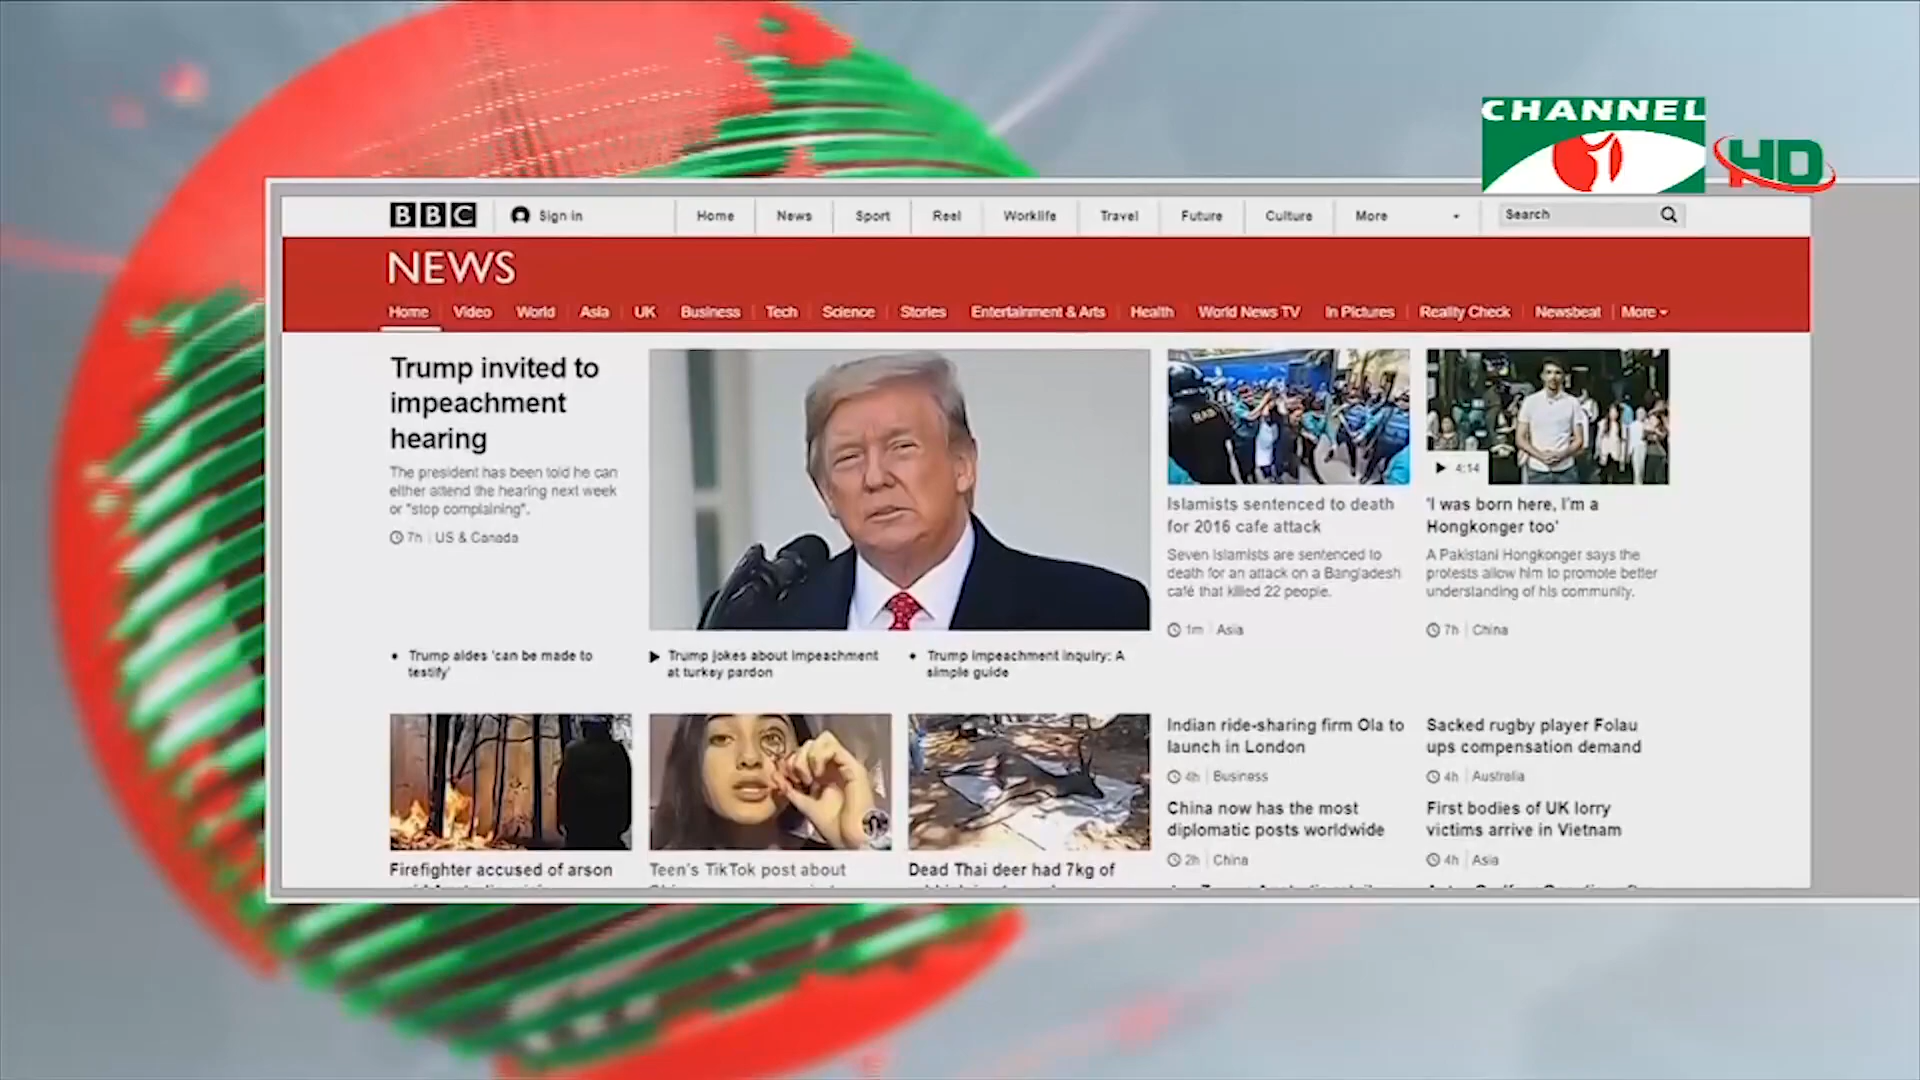 CHANNEL
HD
BBC
Sign in
Home
News
Sport
Reel
Worklife
Travel
Future
Culture
More
Search
NEWS
Home
Video
World
Asia
UK
Business
Tech
Science
Stories
Entertainment & Arts
Health
World News TV
In Pictures
Reality Check
Newsbeat
More
Trump invited to
impeachment
hearing
The president has been told he can
either attend the hearing next week
or "stop complaining".
7h | US & Canada
RAB
Islamists sentenced to death
for 2016 cafe attack
Seven Islamists are sentenced to
death for an attack on a Bangladesh
café that killed 22 people.
1m | Asia
4:14
'I was born here, I'm a
Hongkonger too'
A Pakistani Hongkonger says the
protests allow him to promote better
understanding of his community.
7h | China
Trump aides 'can be made to
testify'
Trump jokes about impeachment
at turkey pardon
Trump impeachment inquiry: A
simple guide
Firefighter accused of arson
Teen's TikTok post about
Dead Thai deer had 7kg of
Indian ride-sharing firm Ola to
launch in London
4h | Business
China now has the most
diplomatic posts worldwide
2h | China
Sacked rugby player Folau
ups compensation demand
4h | Australia
First bodies of UK lorry
victims arrive in Vietnam
4h | Asia